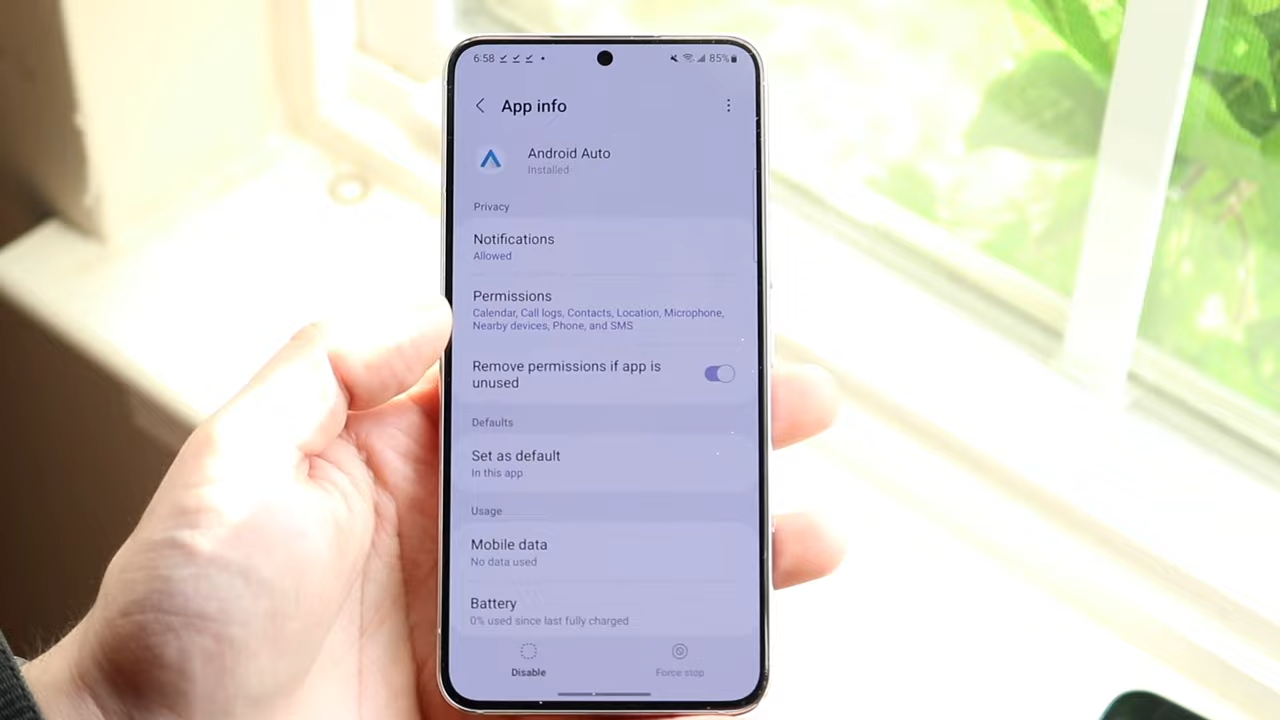 6:58 85%
App info
Android Auto
Installed
Privacy
Notifications
Allowed
Permissions
Calendar, Call logs, Contacts, Location, Microphone,
Nearby devices, Phone, and SMS
Remove permissions if app is
unused
Defaults
Set as default
In this app
Usage
Mobile data
No data used
Battery
0% used since last fully charged
Disable Force stop